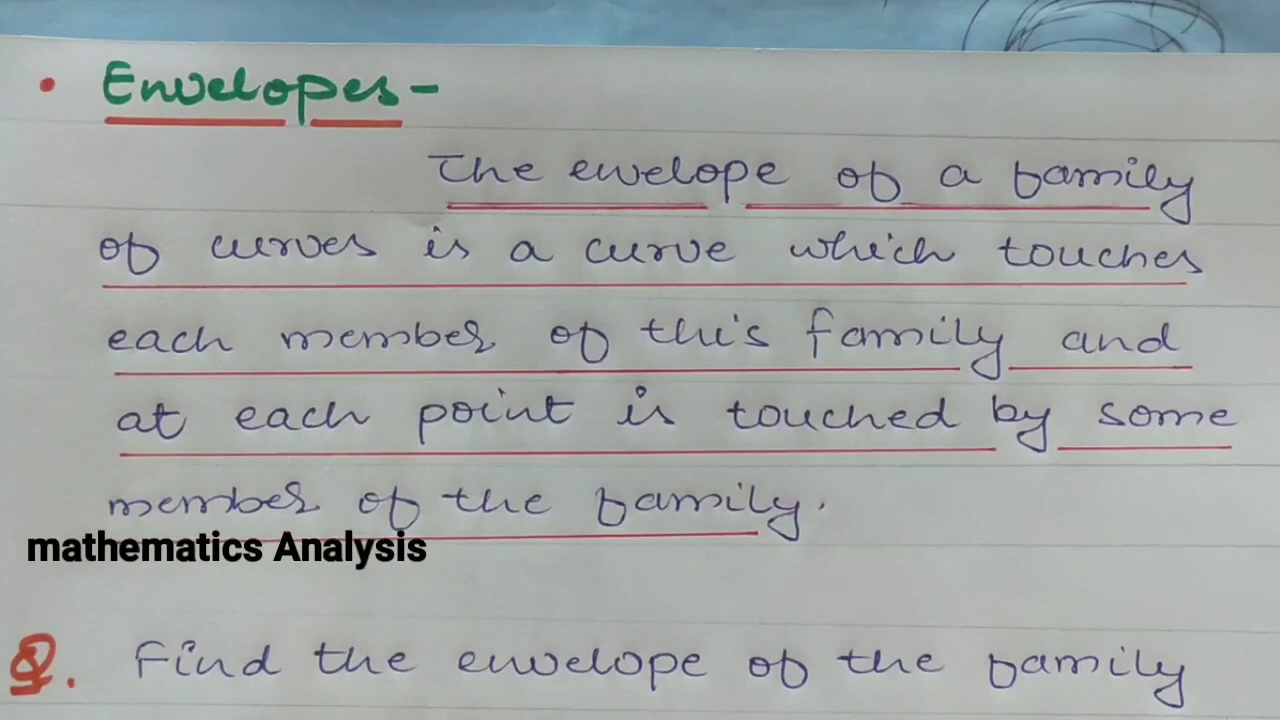 • Envelopes-
The envelope of a family
of curves is a curve which touches
each member of this family and
at each point is touched by some
member of the family.
mathematics Analysis
Q. Find the envelope of the family